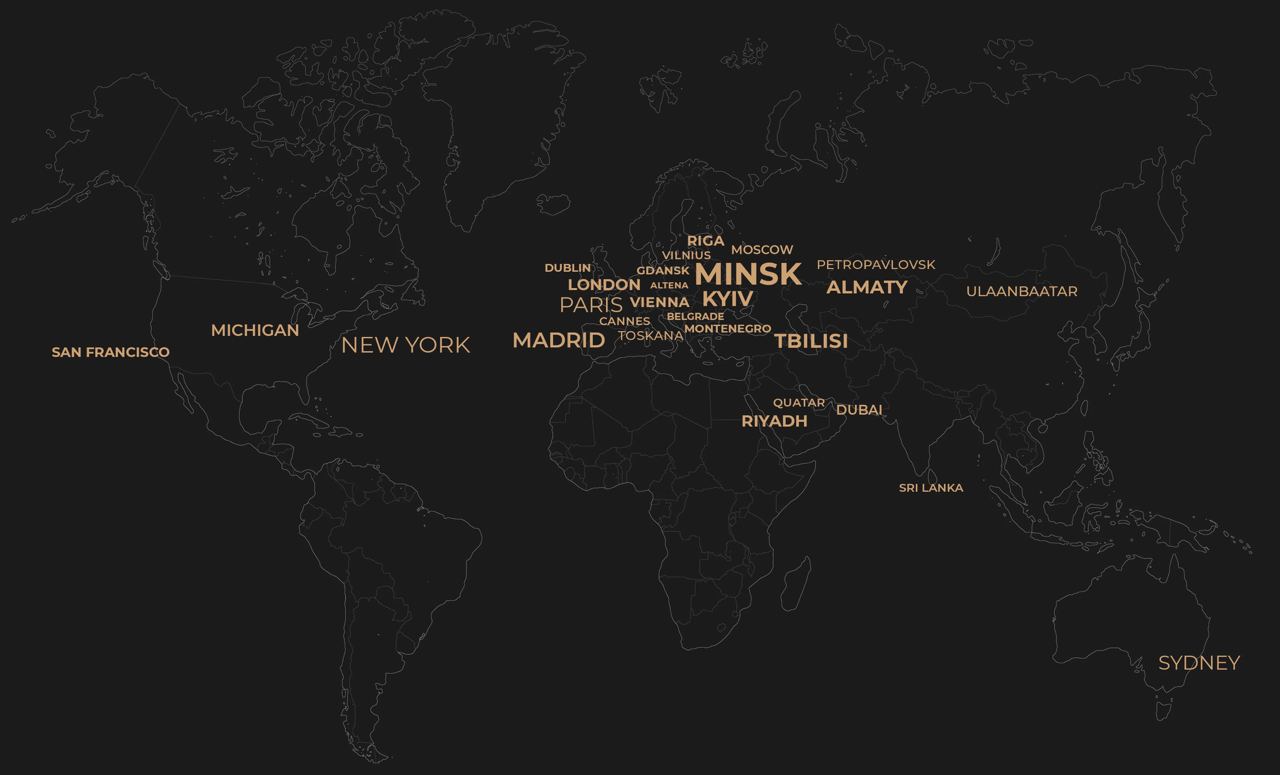 RIGA
MOSCOW
VILNIUS
PETROPAVLOVSK
DUBLIN
GDANSK
MINSK
LONDON
ALTENA
ALMATY
ULAANBAATAR
PARIS
VIENNA
KYIV
BELGRADE
CANNES
MICHIGAN
MONTENEGRO
TOSKANA
MADRID
TBILISI
NEW YORK
SAN FRANCISCO
QUATAR
DUBAI
RIYADH
SRI LANKA
SYDNEY